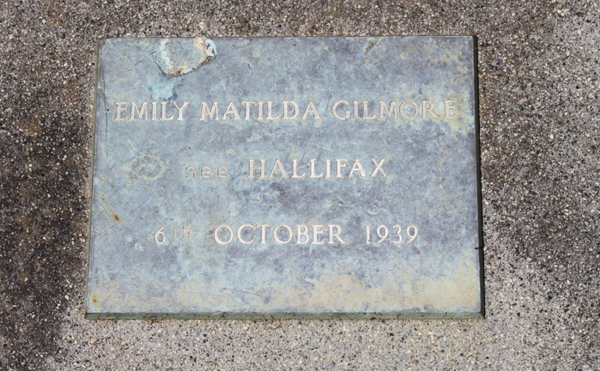 EMILY MATILDA GILMORE
nee HALLIFAX
6TH OCTOBER 1939